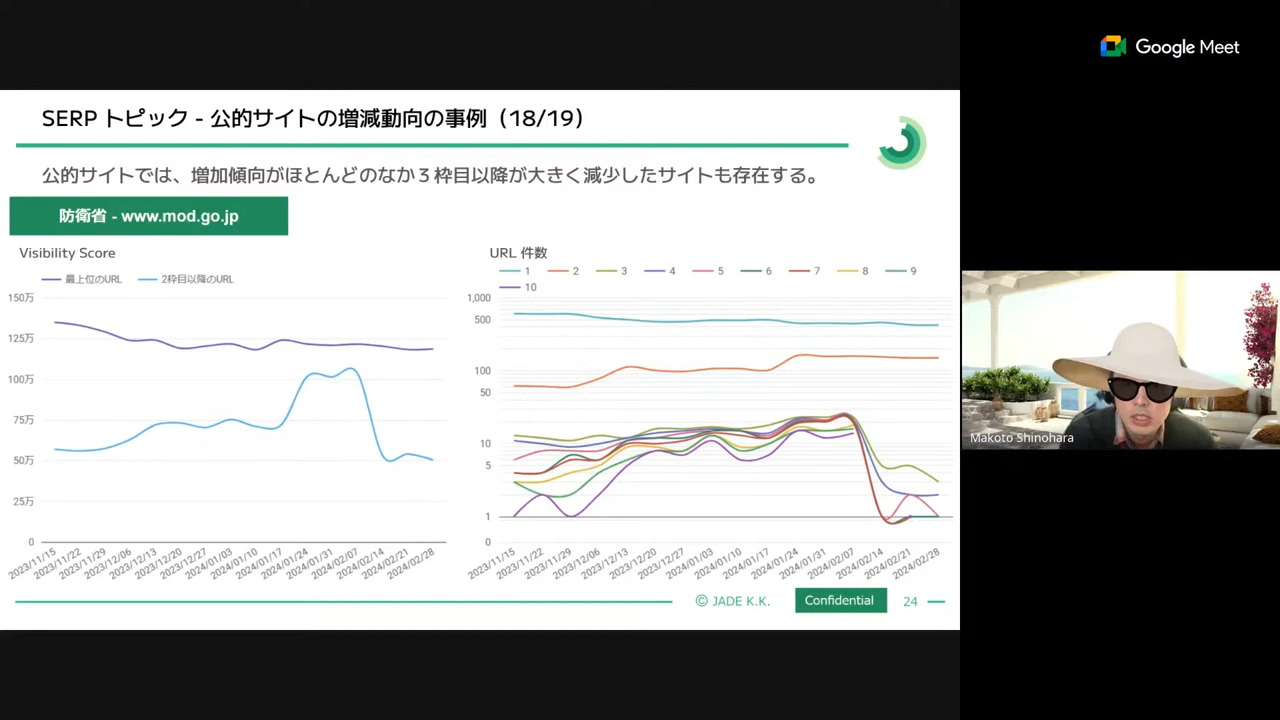 Google Meet
SERP トピック - 公的サイトの増減動向の事例（18/19）
公的サイトでは、増加傾向がほとんどのなか３枠目以降が大きく減少したサイトも存在する。
防衛省 - www.mod.go.jp
Visibility Score
最上位のURL 2枠目以降のURL
150万
125万
100万
75万
50万
25万
0
2023/11/15 2023/11/22 2023/11/29 2023/12/06 2023/12/13 2023/12/20 2023/12/27 2024/01/03 2024/01/10 2024/01/17 2024/01/24 2024/01/31 2024/02/07 2024/02/14 2024/02/21 2024/02/28
URL 件数
1 2 3 4 5 6 7 8 9
10
1,000
500
100
50
10
5
1
0
2023/11/15 2023/11/22 2023/11/29 2023/12/06 2023/12/13 2023/12/20 2023/12/27 2024/01/03 2024/01/10 2024/01/17 2024/01/24 2024/01/31 2024/02/07 2024/02/14 2024/02/21 2024/02/28
Makoto Shinohara
© JADE K.K. Confidential 24